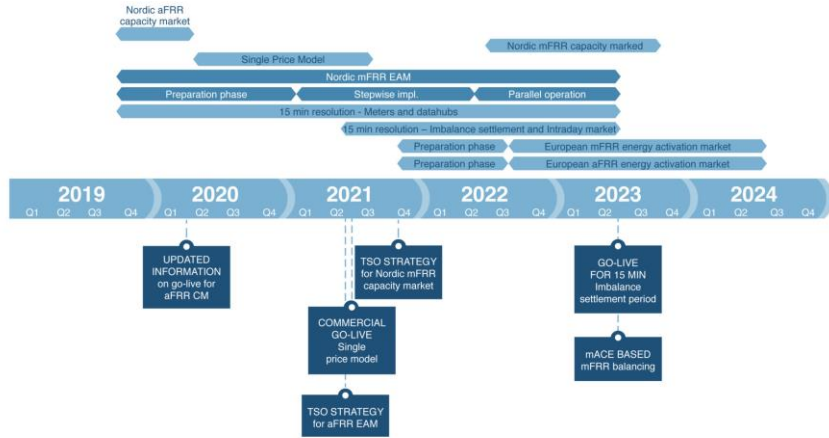 Nordic aFRR
capacity market
Nordic mFRR capacity marked
Single Price Model
Nordic mFRR EAM
Preparation phase
Stepwise impl.
Parallel operation
15 min resolution - Meters and datahubs
15 min resolution – Imbalance settlement and Intraday market
Preparation phase
European mFRR energy activation market
Preparation phase
European aFRR energy activation market
2019
2020
2021
2022
2023
2024
Q1 Q2 Q3 Q4
Q1 Q2 Q3 Q4
Q1 Q2 Q3 Q4
Q1 Q2 Q3 Q4
Q1 Q2 Q3 Q4
Q1 Q2 Q3 Q4
UPDATED
INFORMATION
on go-live for
aFRR CM
TSO STRATEGY
for Nordic mFRR
capacity market
GO-LIVE
FOR 15 MIN
Imbalance
settlement period
COMMERCIAL
GO-LIVE
Single
price model
mACE BASED
mFRR balancing
TSO STRATEGY
for aFRR EAM